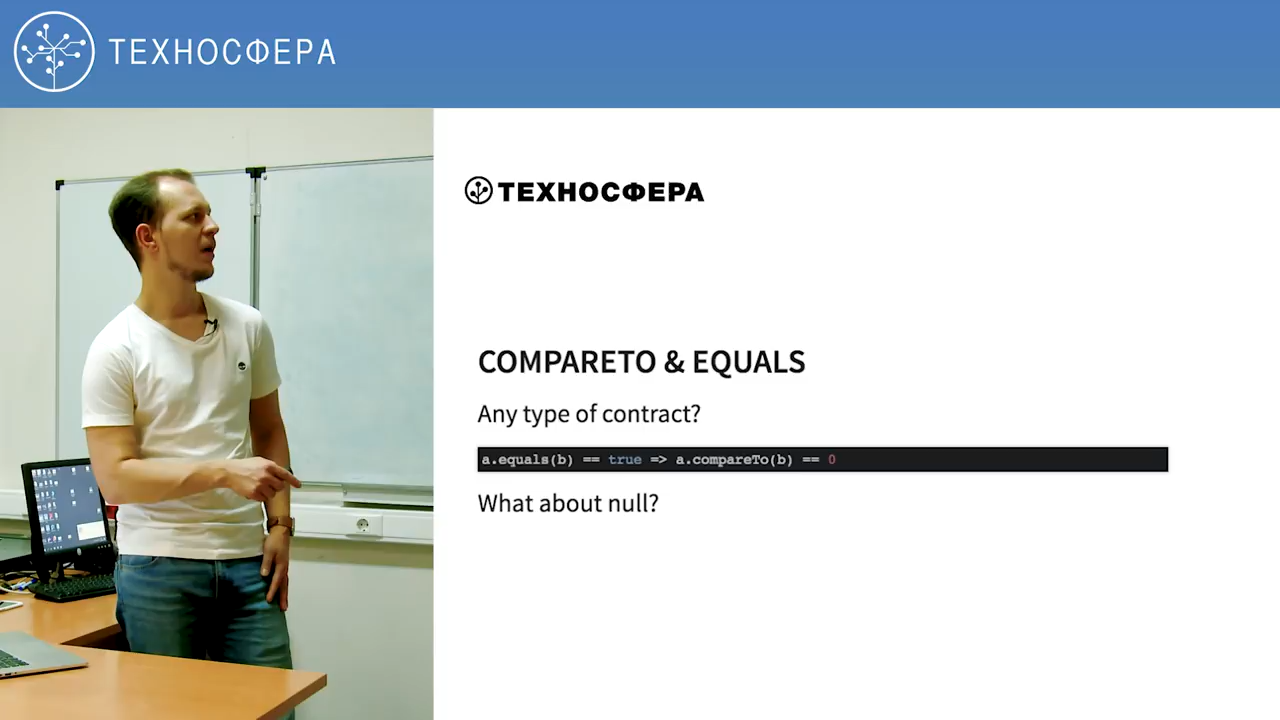 ТЕХНОСФЕРА
ТЕХНОСФЕРА
COMPARETO & EQUALS
Any type of contract?
a.equals(b) == true => a.compareTo(b) == 0
What about null?